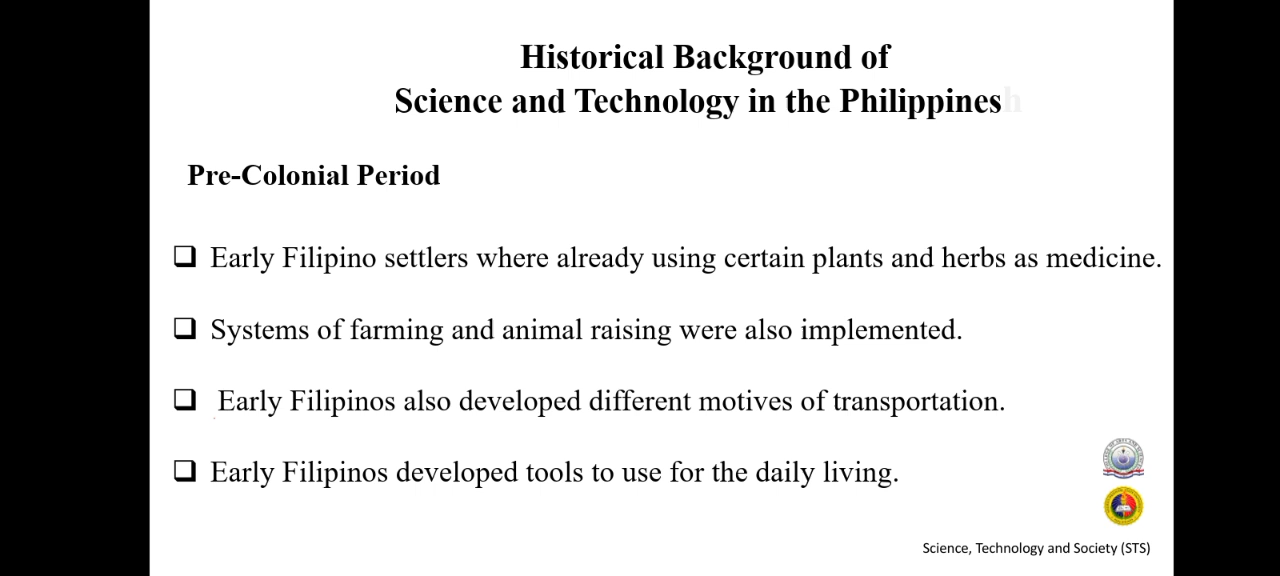 Historical Background of
Science and Technology in the Philippinesh
Pre-Colonial Period
Early Filipino settlers where already using certain plants and herbs as medicine.
Systems of farming and animal raising were also implemented.
Early Filipinos also developed different motives of transportation.
Early Filipinos developed tools to use for the daily living.
Science, Technology and Society (STS)